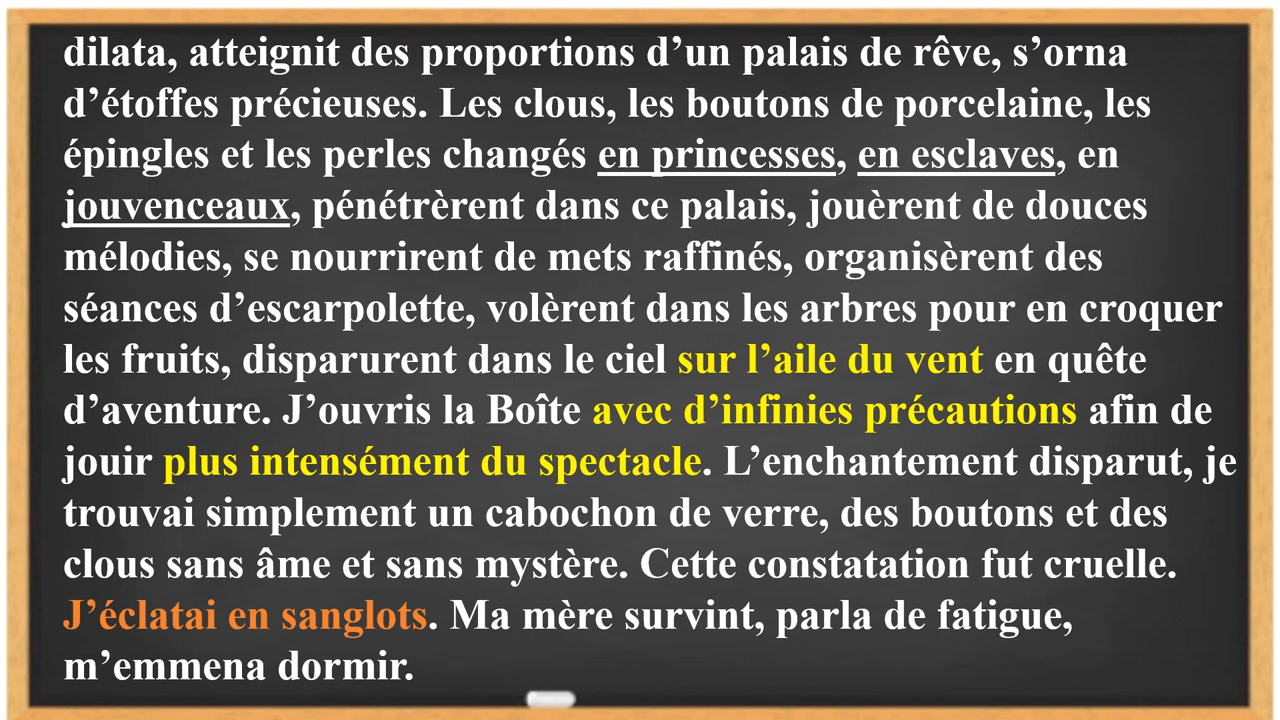 dilata, atteignit des proportions d’un palais de rêve, s’orna
d’étoffes précieuses. Les clous, les boutons de porcelaine, les
épingles et les perles changés en princesses, en esclaves, en
jouvenceaux, pénétrèrent dans ce palais, jouèrent de douces
mélodies, se nourrirent de mets raffinés, organisèrent des
séances d’escarpolette, volèrent dans les arbres pour en croquer
les fruits, disparurent dans le ciel sur l’aile du vent en quête
d’aventure. J’ouvris la Boîte avec d’infinies précautions afin de
jouir plus intensément du spectacle. L’enchantement disparut, je
trouvai simplement un cabochon de verre, des boutons et des
clous sans âme et sans mystère. Cette constatation fut cruelle.
J’éclatai en sanglots. Ma mère survint, parla de fatigue,
m’emmena dormir.